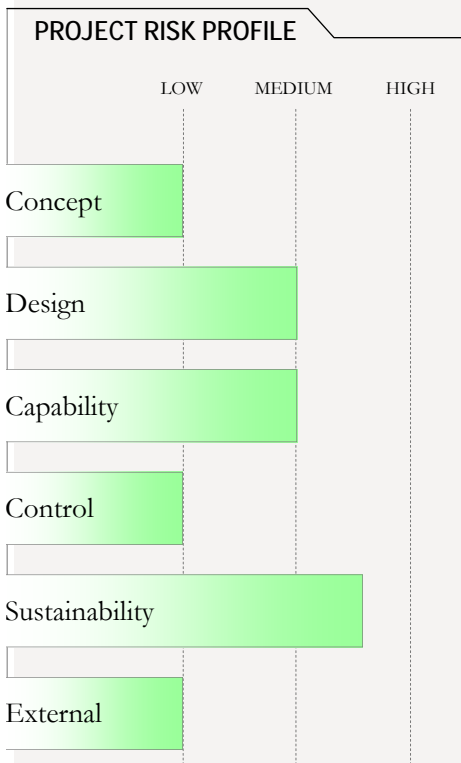 PROJECT RISK PROFILE
LOW MEDIUM HIGH
Concept
Design
Capability
Control
Sustainability
External